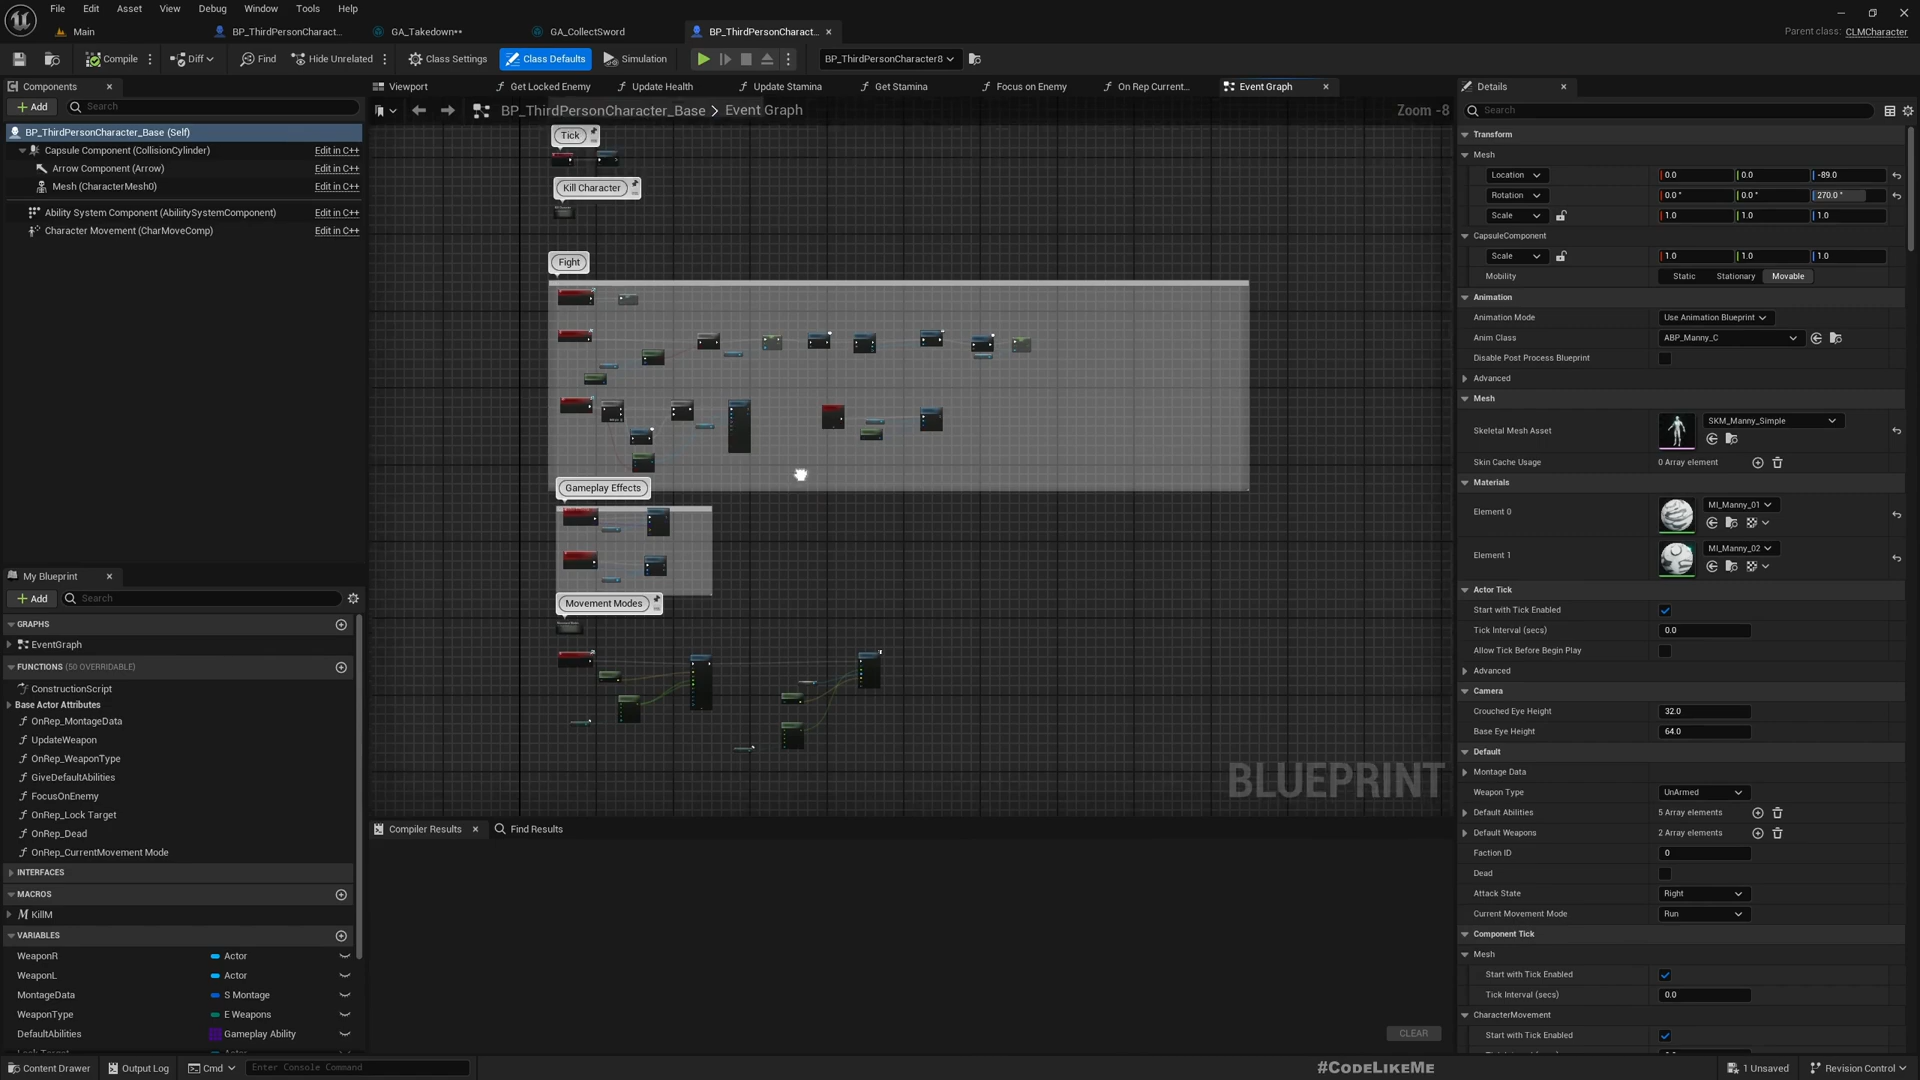 File Edit Asset View Debug Window Tools Help
Main
BP_ThirdPersonCharact...
GA_Takedown••
GA_CollectSword
BP_ThirdPersonCharact...
Parent class: CLMCharacter
Compile
Diff
Find
Hide Unrelated
Class Settings
Class Defaults
Simulation
BP_ThirdPersonCharacter8
Components
Add
Search
BP_ThirdPersonCharacter_Base (Self)
Capsule Component (CollisionCylinder) Edit in C++
Arrow Component (Arrow) Edit in C++
Mesh (CharacterMesh0) Edit in C++
Ability System Component (AbiliitySystemComponent) Edit in C++
Character Movement (CharMoveComp) Edit in C++
My Blueprint
Add
Search
GRAPHS
EventGraph
FUNCTIONS (50 OVERRIDABLE)
ConstructionScript
Base Actor Attributes
OnRep_MontageData
UpdateWeapon
OnRep_WeaponType
GiveDefaultAbilities
FocusOnEnemy
OnRep_Lock Target
OnRep_Dead
OnRep_CurrentMovement Mode
INTERFACES
MACROS
KillM
VARIABLES
WeaponR Actor
WeaponL Actor
MontageData S Montage
WeaponType E Weapons
DefaultAbilities Gameplay Ability
Viewport
Get Locked Enemy
Update Health
Update Stamina
Get Stamina
Focus on Enemy
On Rep Current...
Event Graph
BP_ThirdPersonCharacter_Base > Event Graph
Zoom -8
Tick
Kill Character
Fight
Gameplay Effects
Movement Modes
BLUEPRINT
Compiler Results
Find Results
CLEAR
Details
Search
Transform
Mesh
Location 0.0 0.0 -89.0
Rotation 0.0 ° 0.0 ° 270.0 °
Scale 1.0 1.0 1.0
CapsuleComponent
Scale 1.0 1.0 1.0
Mobility Static Stationary Movable
Animation
Animation Mode Use Animation Blueprint
Anim Class ABP_Manny_C
Disable Post Process Blueprint
Advanced
Mesh
Skeletal Mesh Asset SKM_Manny_Simple
Skin Cache Usage 0 Array element
Materials
Element 0 MI_Manny_01
Element 1 MI_Manny_02
Actor Tick
Start with Tick Enabled
Tick Interval (secs) 0.0
Allow Tick Before Begin Play
Advanced
Camera
Crouched Eye Height 32.0
Base Eye Height 64.0
Default
Montage Data
Weapon Type UnArmed
Default Abilities 5 Array elements
Default Weapons 2 Array elements
Faction ID 0
Dead
Attack State Right
Current Movement Mode Run
Component Tick
Mesh
Start with Tick Enabled
Tick Interval (secs) 0.0
CharacterMovement
Start with Tick Enabled
Content Drawer
Output Log
Cmd
Enter Console Command
#CodeLikeMe
1 Unsaved
Revision Control